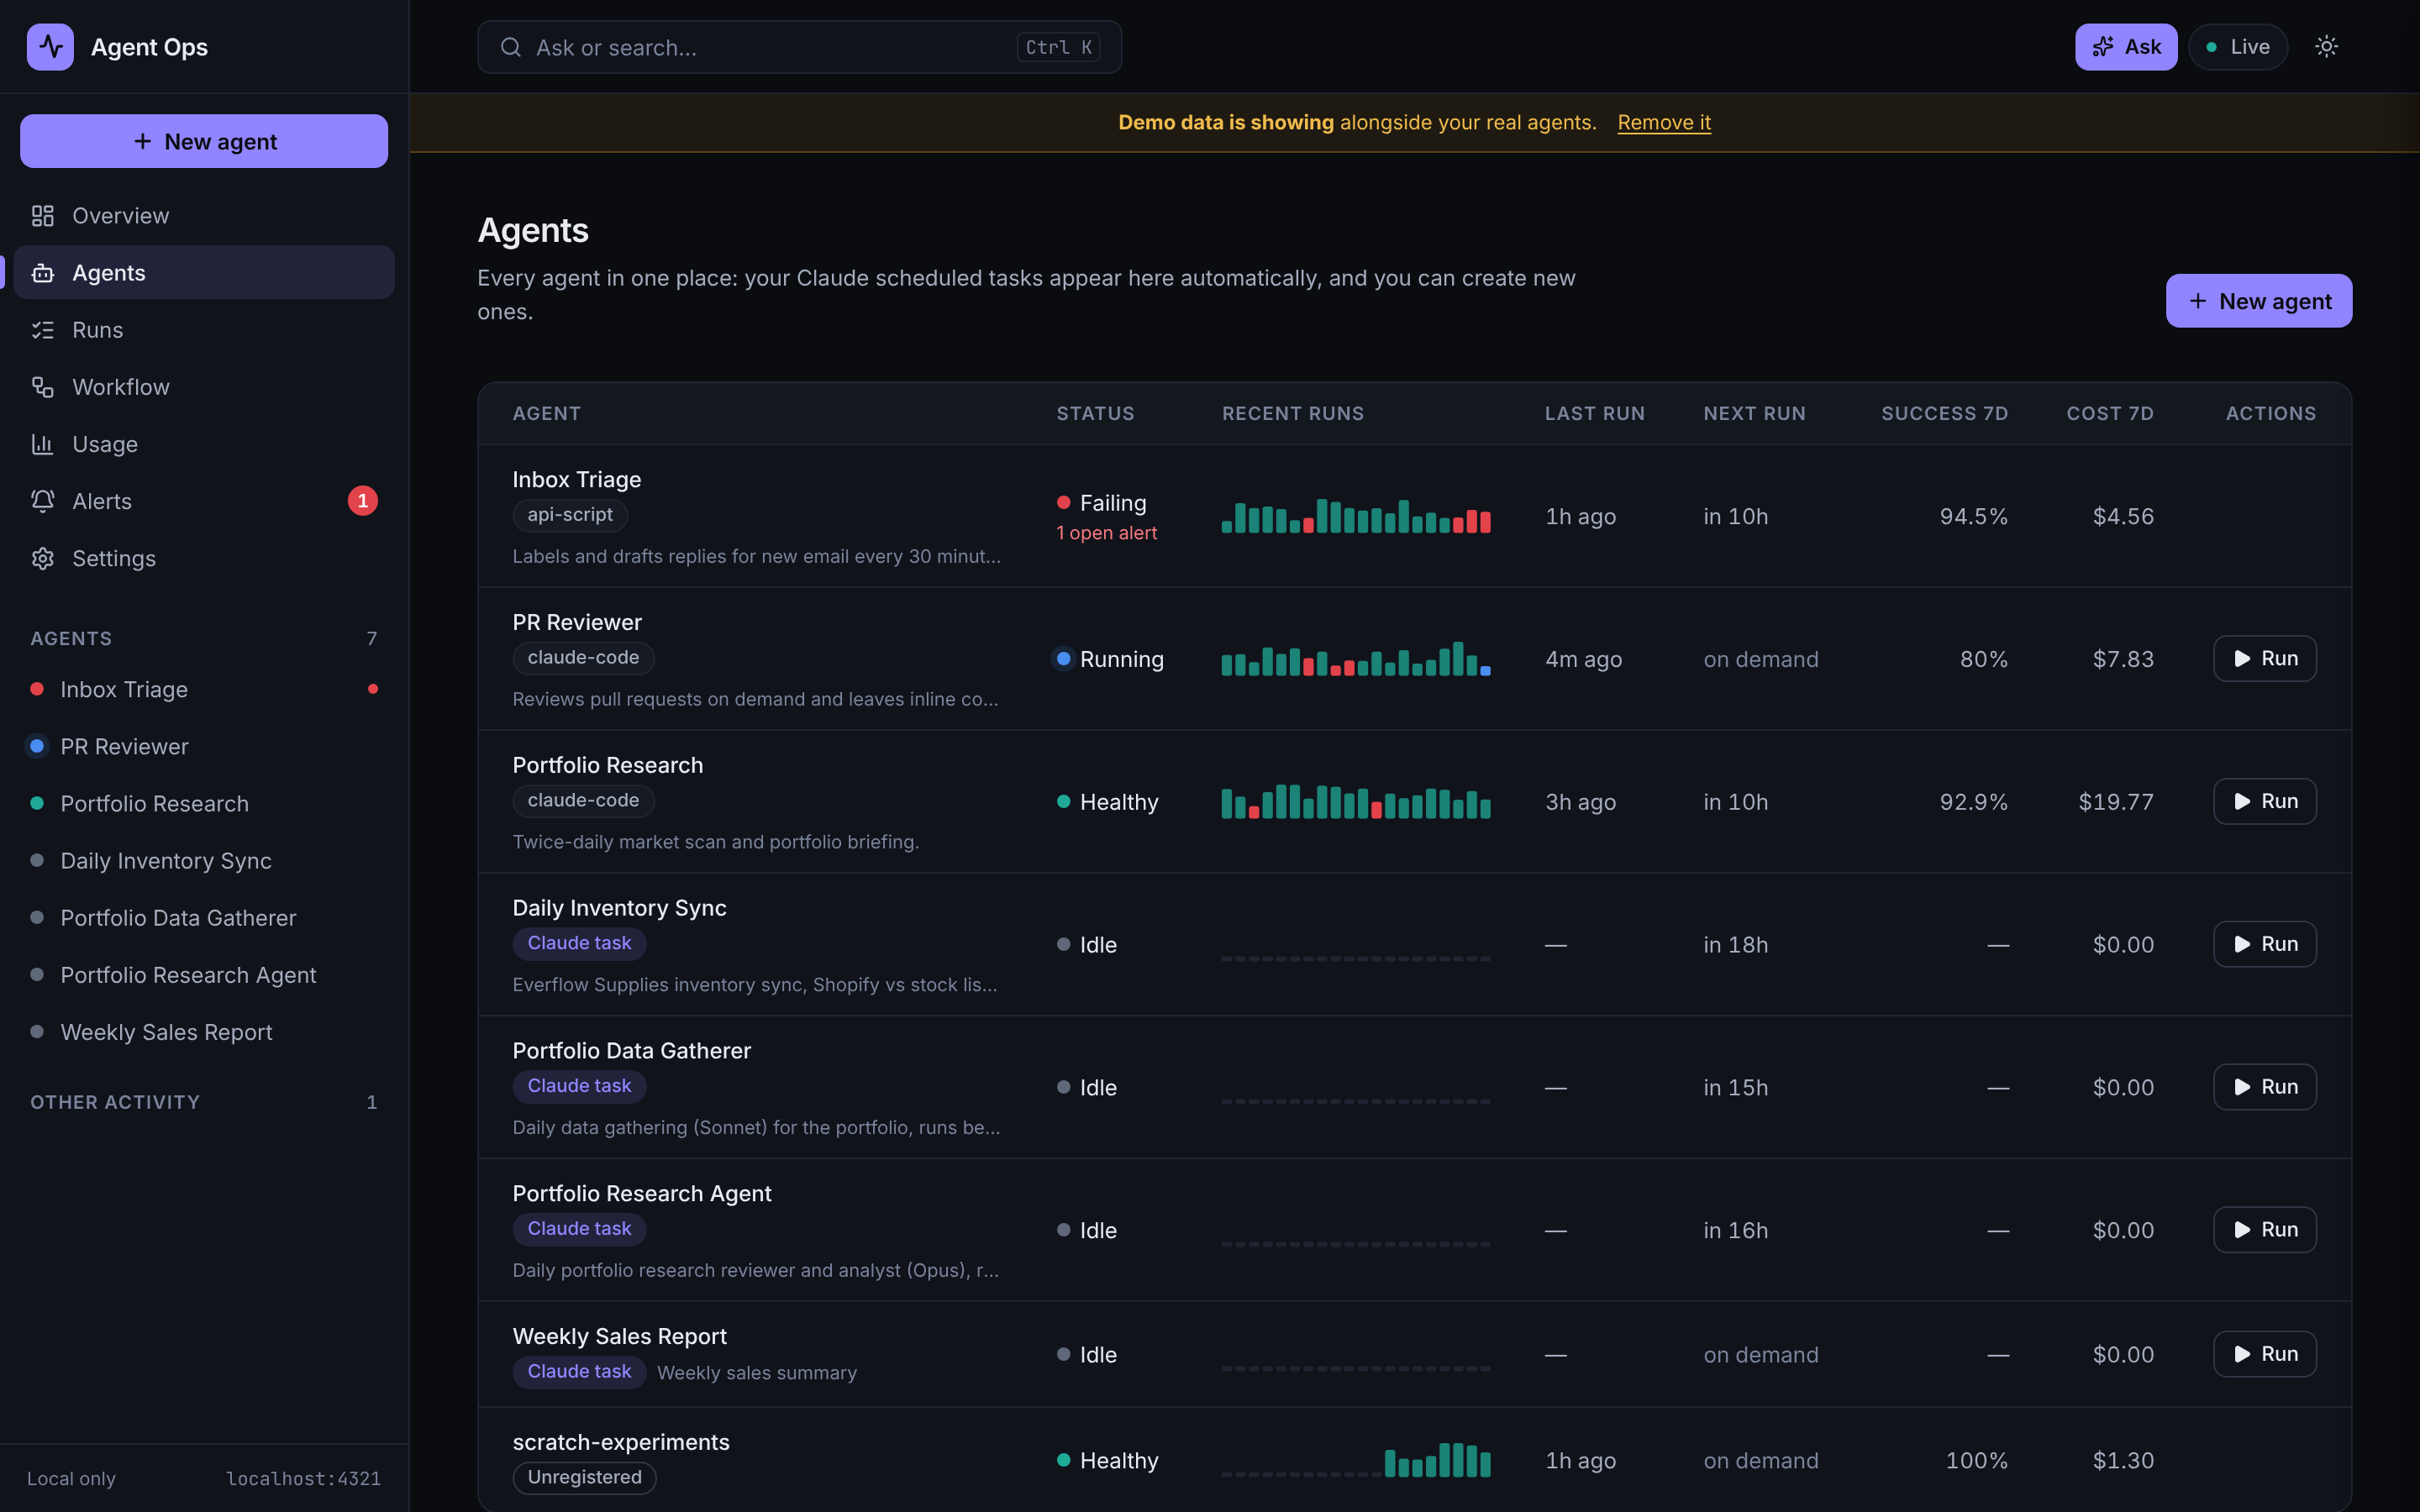 Agent Ops
Ask or search...
Ctrl K
Ask
Live
New agent
Overview
Agents
Runs
Workflow
Usage
Alerts
1
Settings
AGENTS
7
Inbox Triage
PR Reviewer
Portfolio Research
Daily Inventory Sync
Portfolio Data Gatherer
Portfolio Research Agent
Weekly Sales Report
OTHER ACTIVITY
1
Local only
localhost:4321
Demo data is showing alongside your real agents. Remove it
Agents
Every agent in one place: your Claude scheduled tasks appear here automatically, and you can create new
ones.
New agent
AGENT STATUS RECENT RUNS LAST RUN NEXT RUN SUCCESS 7D COST 7D ACTIONS
Inbox Triage
api-script
Labels and drafts replies for new email every 30 minut...
Failing
1 open alert
1h ago
in 10h
94.5%
$4.56
PR Reviewer
claude-code
Reviews pull requests on demand and leaves inline co...
Running
4m ago
on demand
80%
$7.83
Run
Portfolio Research
claude-code
Twice-daily market scan and portfolio briefing.
Healthy
3h ago
in 10h
92.9%
$19.77
Run
Daily Inventory Sync
Claude task
Everflow Supplies inventory sync, Shopify vs stock lis...
Idle
—
in 18h
—
$0.00
Run
Portfolio Data Gatherer
Claude task
Daily data gathering (Sonnet) for the portfolio, runs be...
Idle
—
in 15h
—
$0.00
Run
Portfolio Research Agent
Claude task
Daily portfolio research reviewer and analyst (Opus), r...
Idle
—
in 16h
—
$0.00
Run
Weekly Sales Report
Claude task Weekly sales summary
Idle
—
on demand
—
$0.00
Run
scratch-experiments
Unregistered
Healthy
1h ago
on demand
100%
$1.30